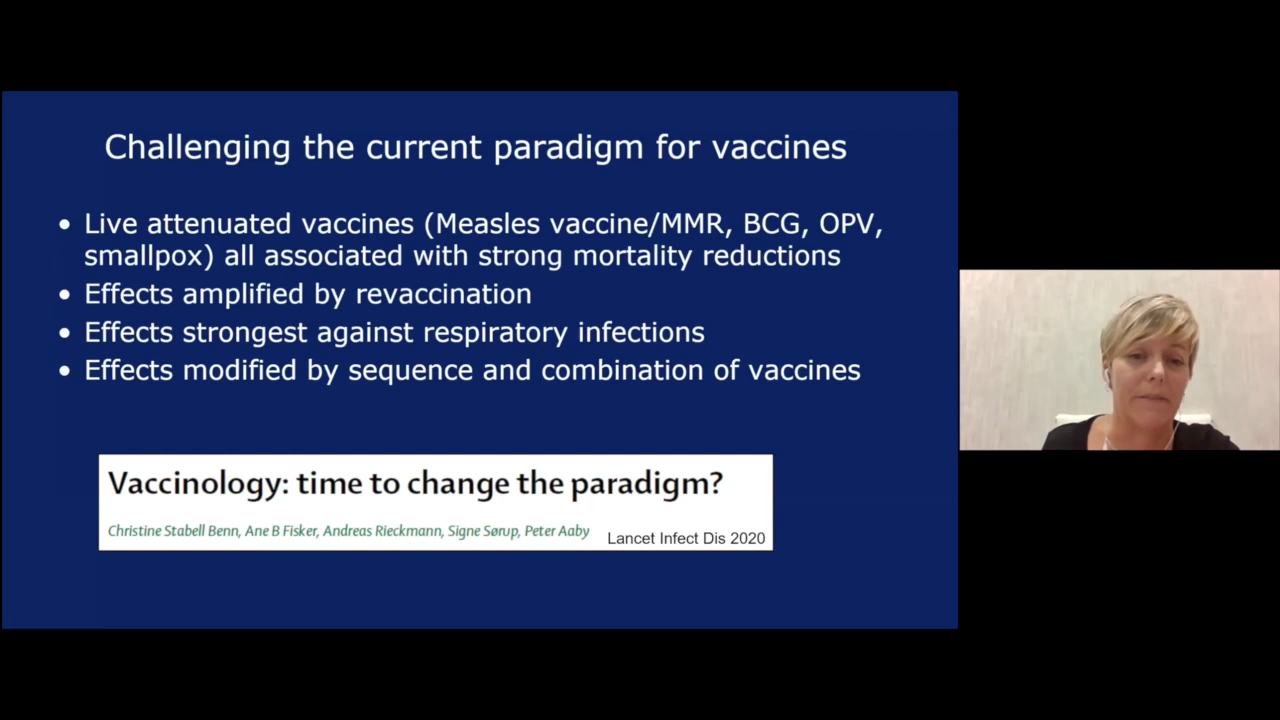 Challenging the current paradigm for vaccines
• Live attenuated vaccines (Measles vaccine/MMR, BCG, OPV,
smallpox) all associated with strong mortality reductions
• Effects amplified by revaccination
• Effects strongest against respiratory infections
• Effects modified by sequence and combination of vaccines
Vaccinology: time to change the paradigm?
Christine Stabell Benn, Ane B Fisker, Andreas Rieckmann, Signe Sørup, Peter Aaby
Lancet Infect Dis 2020